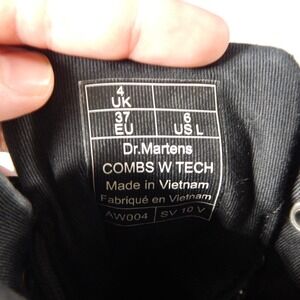 4
UK
37 6
EU US L
Dr.Martens
COMBS W TECH
Made in Vietnam
Fabriqué en Vietnam
AW004 SV 10 V